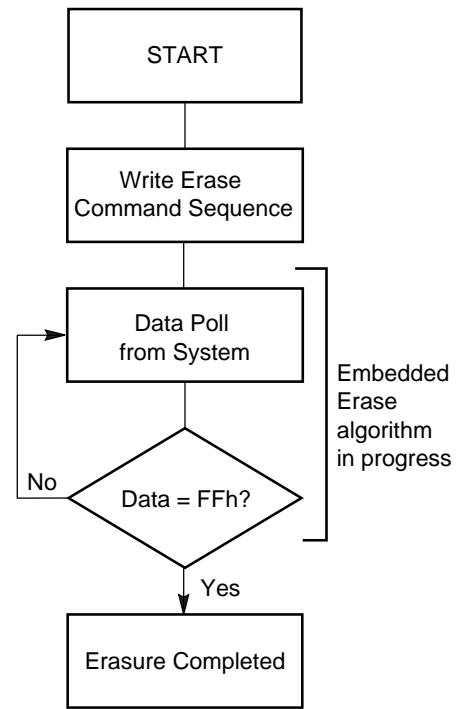 START
Write Erase
Command Sequence
Data Poll
from System
Embedded
Erase
algorithm
in progress
No
Data = FFh?
Yes
Erasure Completed